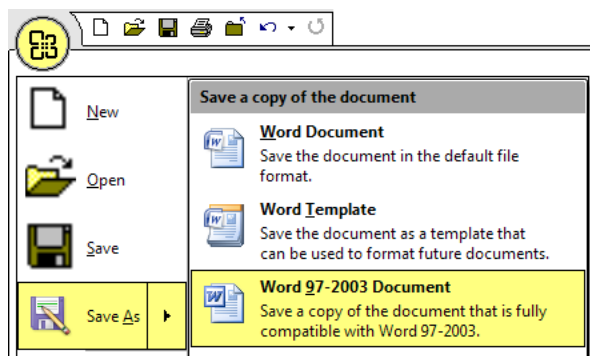 New
Open
Save
Save As
Save a copy of the document
Word Document
Save the document in the default file
format.
Word Template
Save the document as a template that
can be used to format future documents.
Word 97-2003 Document
Save a copy of the document that is fully
compatible with Word 97-2003.